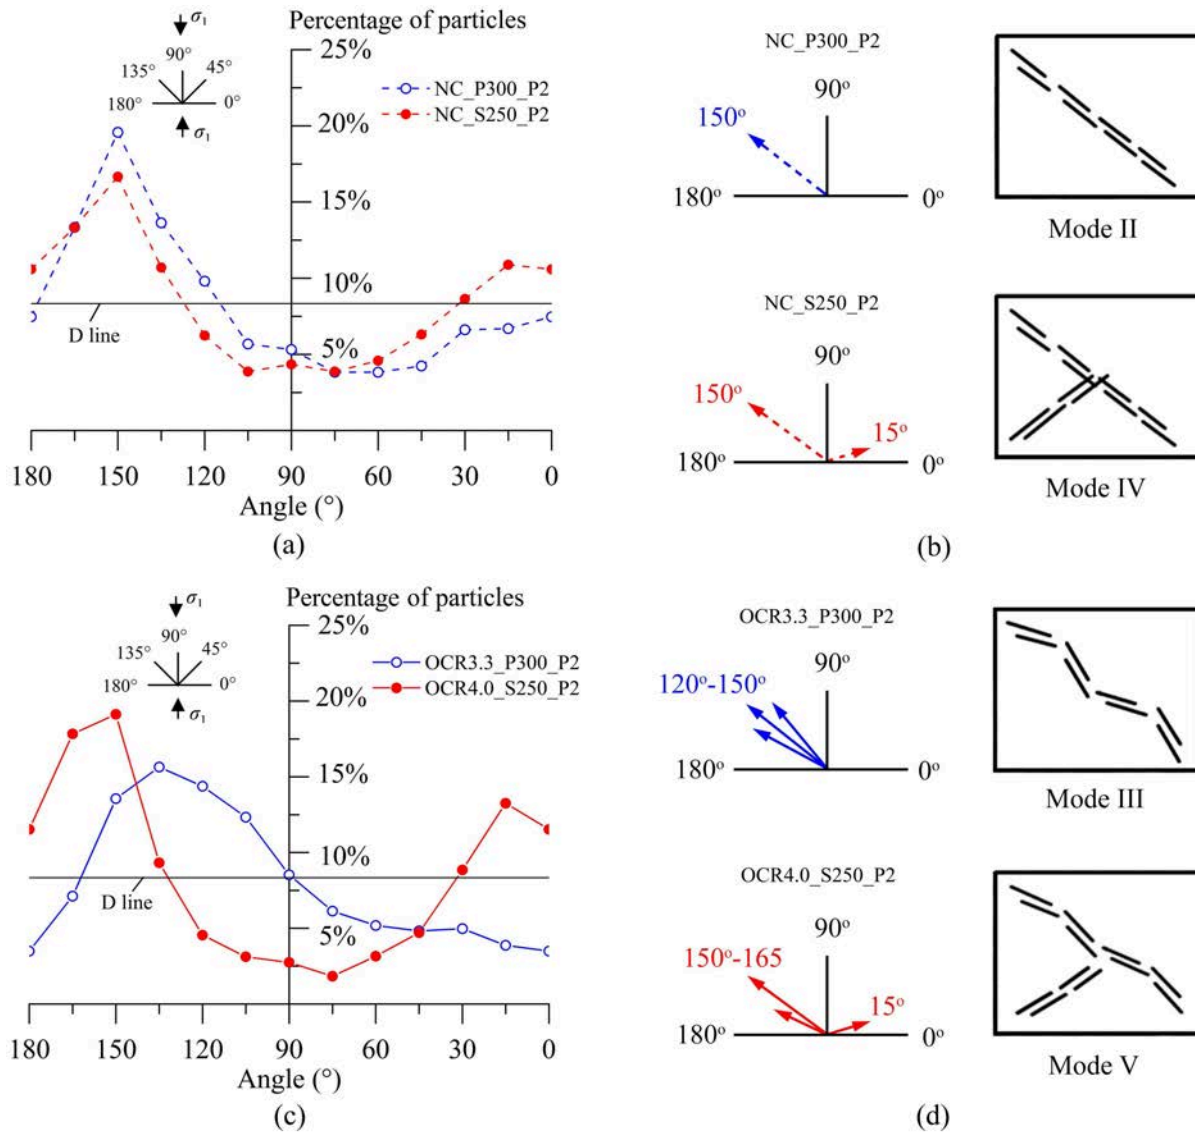 Percentage of particles
σ₁
90°
135°
45°
180°
0°
σ₁
25%
20%
15%
10%
5%
NC_P300_P2
NC_S250_P2
D line
180
150
120
90
60
30
0
Angle (°)
(a)
NC_P300_P2
90°
150°
180°
0°
Mode II
NC_S250_P2
90°
150°
15°
180°
0°
Mode IV
(b)
Percentage of particles
σ₁
90°
135°
45°
180°
0°
σ₁
25%
20%
15%
10%
5%
OCR3.3_P300_P2
OCR4.0_S250_P2
D line
180
150
120
90
60
30
0
Angle (°)
(c)
OCR3.3_P300_P2
90°
120°-150°
180°
0°
Mode III
OCR4.0_S250_P2
90°
150°-165
15°
180°
0°
Mode V
(d)